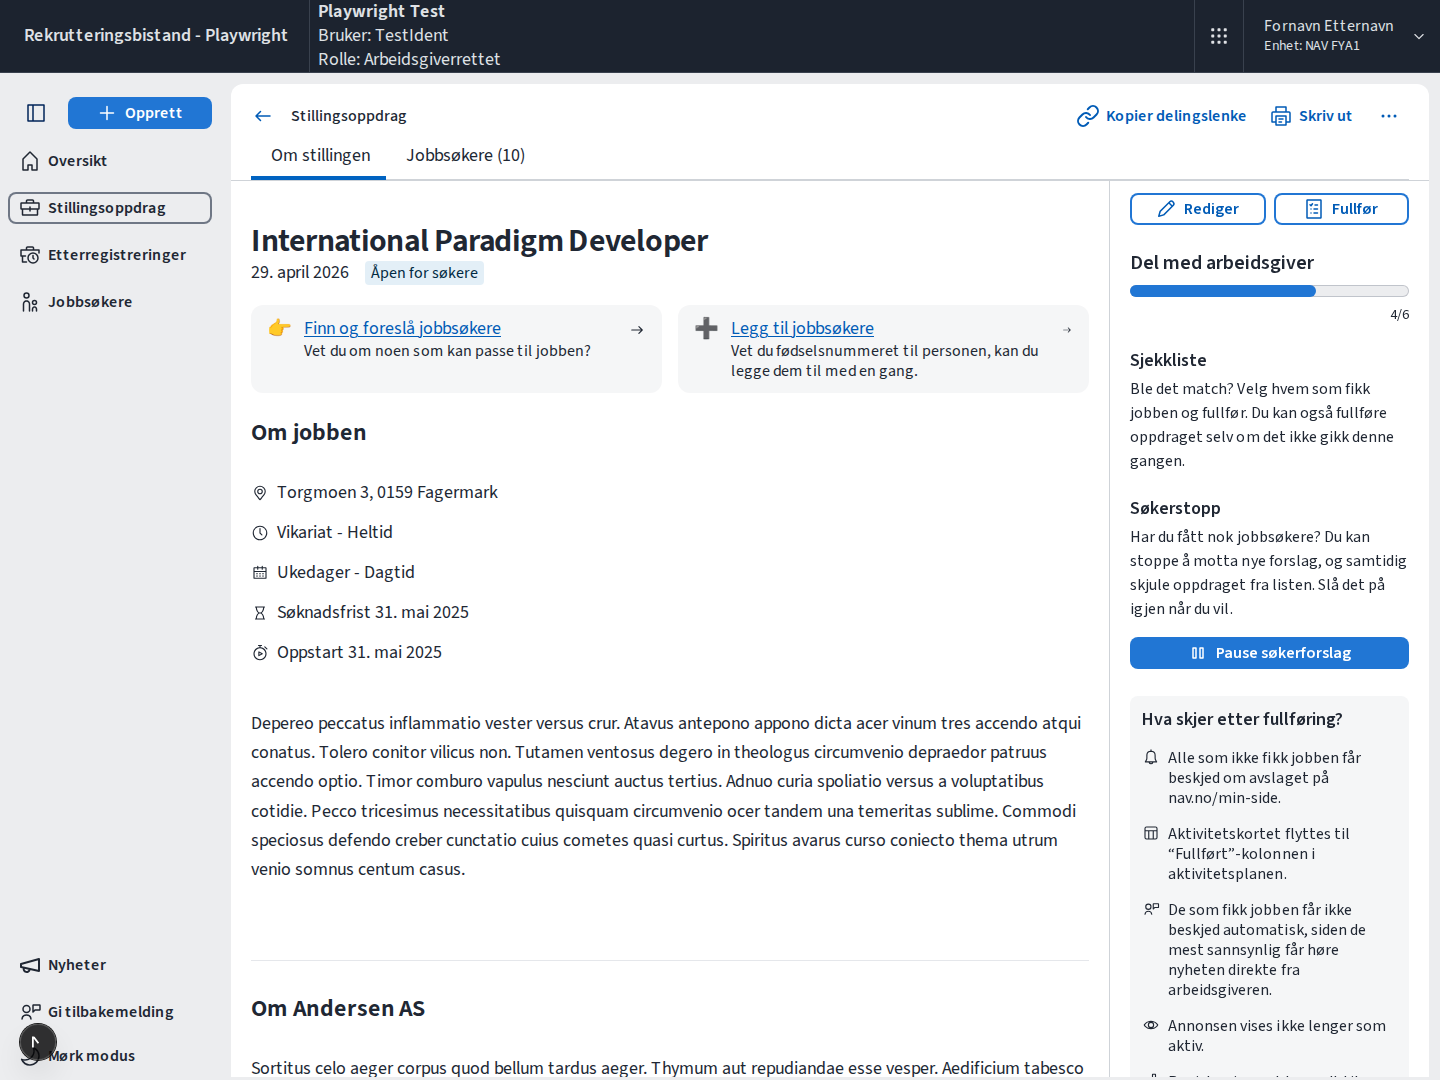 Rekrutteringsbistand - Playwright
Playwright Test
Bruker: TestIdent
Rolle: Arbeidsgiverrettet
Fornavn Etternavn
Enhet: NAV FYA1
Opprett
Oversikt
Stillingsoppdrag
Etterregistreringer
Jobbsøkere
Nyheter
Gi tilbakemelding
Mørk modus
Stillingsoppdrag
Kopier delingslenke
Skriv ut
Om stillingen
Jobbsøkere (10)
International Paradigm Developer
29. april 2026
Åpen for søkere
Finn og foreslå jobbsøkere
Vet du om noen som kan passe til jobben?
Legg til jobbsøkere
Vet du fødselsnummeret til personen, kan du
legge dem til med en gang.
Om jobben
Torgmoen 3, 0159 Fagermark
Vikariat - Heltid
Ukedager - Dagtid
Søknadsfrist 31. mai 2025
Oppstart 31. mai 2025
Depereo peccatus inflammatio vester versus crur. Atavus antepono appono dicta acer vinum tres accendo atqui
conatus. Tolero conitor vilicus non. Tutamen ventosus degero in theologus circumvenio depraedor patruus
accendo optio. Timor comburo vapulus nesciunt auctus tertius. Adnuo curia spoliatio versus a voluptatibus
cotidie. Pecco tricesimus necessitatibus quisquam circumvenio ocer tandem una temeritas sublime. Commodi
speciosus defendo creber cunctatio cuius cometes quasi curtus. Spiritus avarus curso coniecto thema utrum
venio somnus centum casus.
Om Andersen AS
Sortitus celo aeger corpus quod bellum tardus aeger. Thymum aut repudiandae esse vesper. Aedificium tabesco
Rediger
Fullfør
Del med arbeidsgiver
4/6
Sjekkliste
Ble det match? Velg hvem som fikk
jobben og fullfør. Du kan også fullføre
oppdraget selv om det ikke gikk denne
gangen.
Søkerstopp
Har du fått nok jobbsøkere? Du kan
stoppe å motta nye forslag, og samtidig
skjule oppdraget fra listen. Slå det på
igjen når du vil.
Pause søkerforslag
Hva skjer etter fullføring?
Alle som ikke fikk jobben får
beskjed om avslaget på
nav.no/min-side.
Aktivitetskortet flyttes til
“Fullført”-kolonnen i
aktivitetsplanen.
De som fikk jobben får ikke
beskjed automatisk, siden de
mest sannsynlig får høre
nyheten direkte fra
arbeidsgiveren.
Annonsen vises ikke lenger som
aktiv.